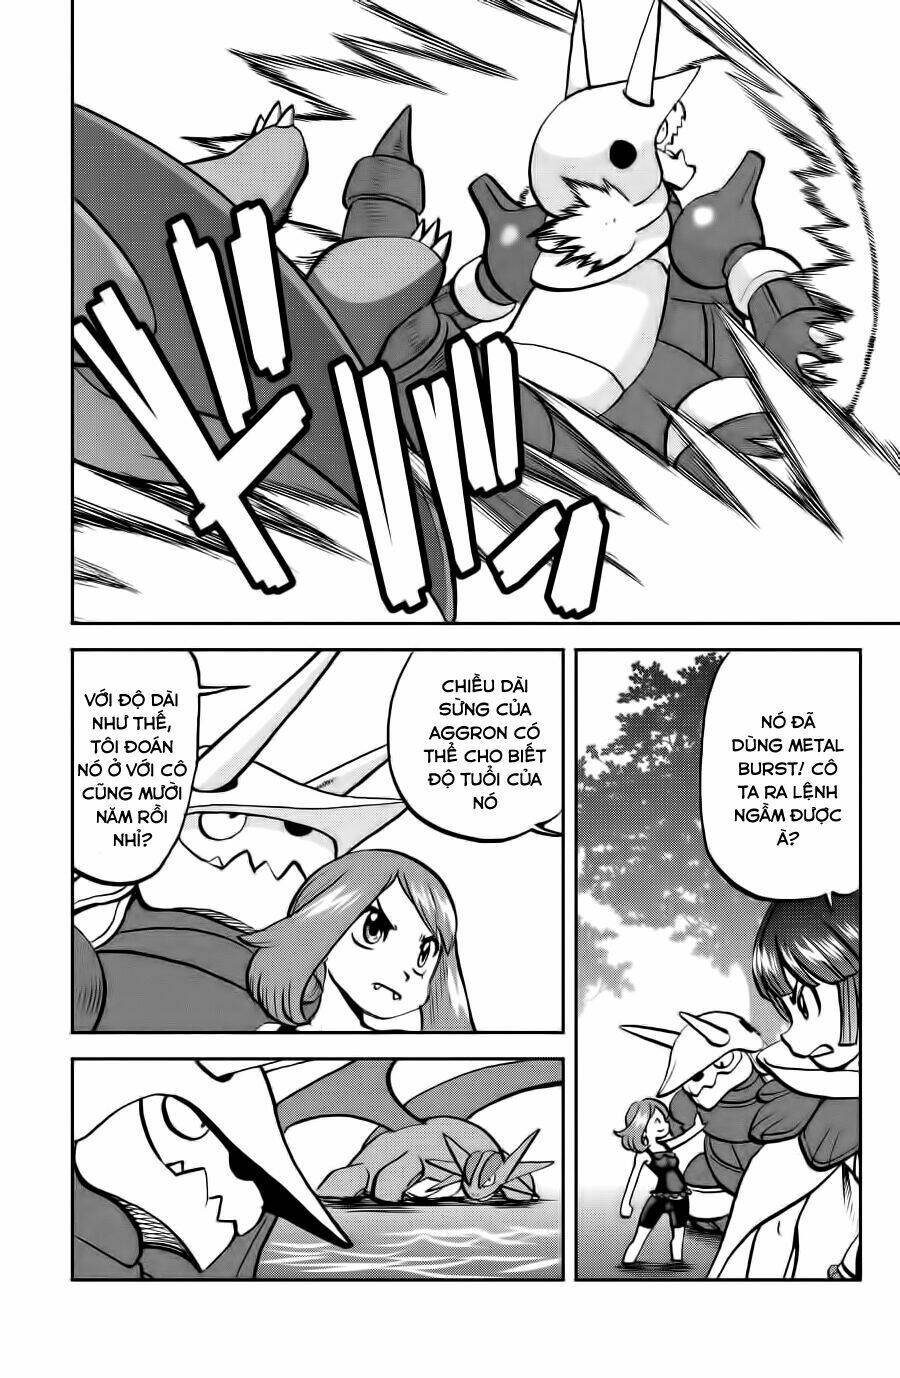 ドドドン
NÓ ĐÃ
DÙNG METAL
BURST! CÔ
TA RA LỆNH
NGẦM ĐƯỢC
À?
CHIỀU DÀI
SỪNG CỦA
AGGRON CÓ
THỂ CHO BIẾT
ĐỘ TUỔI CỦA
NÓ
VỚI ĐỘ DÀI
NHƯ THẾ,
TÔI ĐOÁN
NÓ Ở VỚI CÔ
CŨNG MƯỜI
NĂM RỒI
NHỈ?